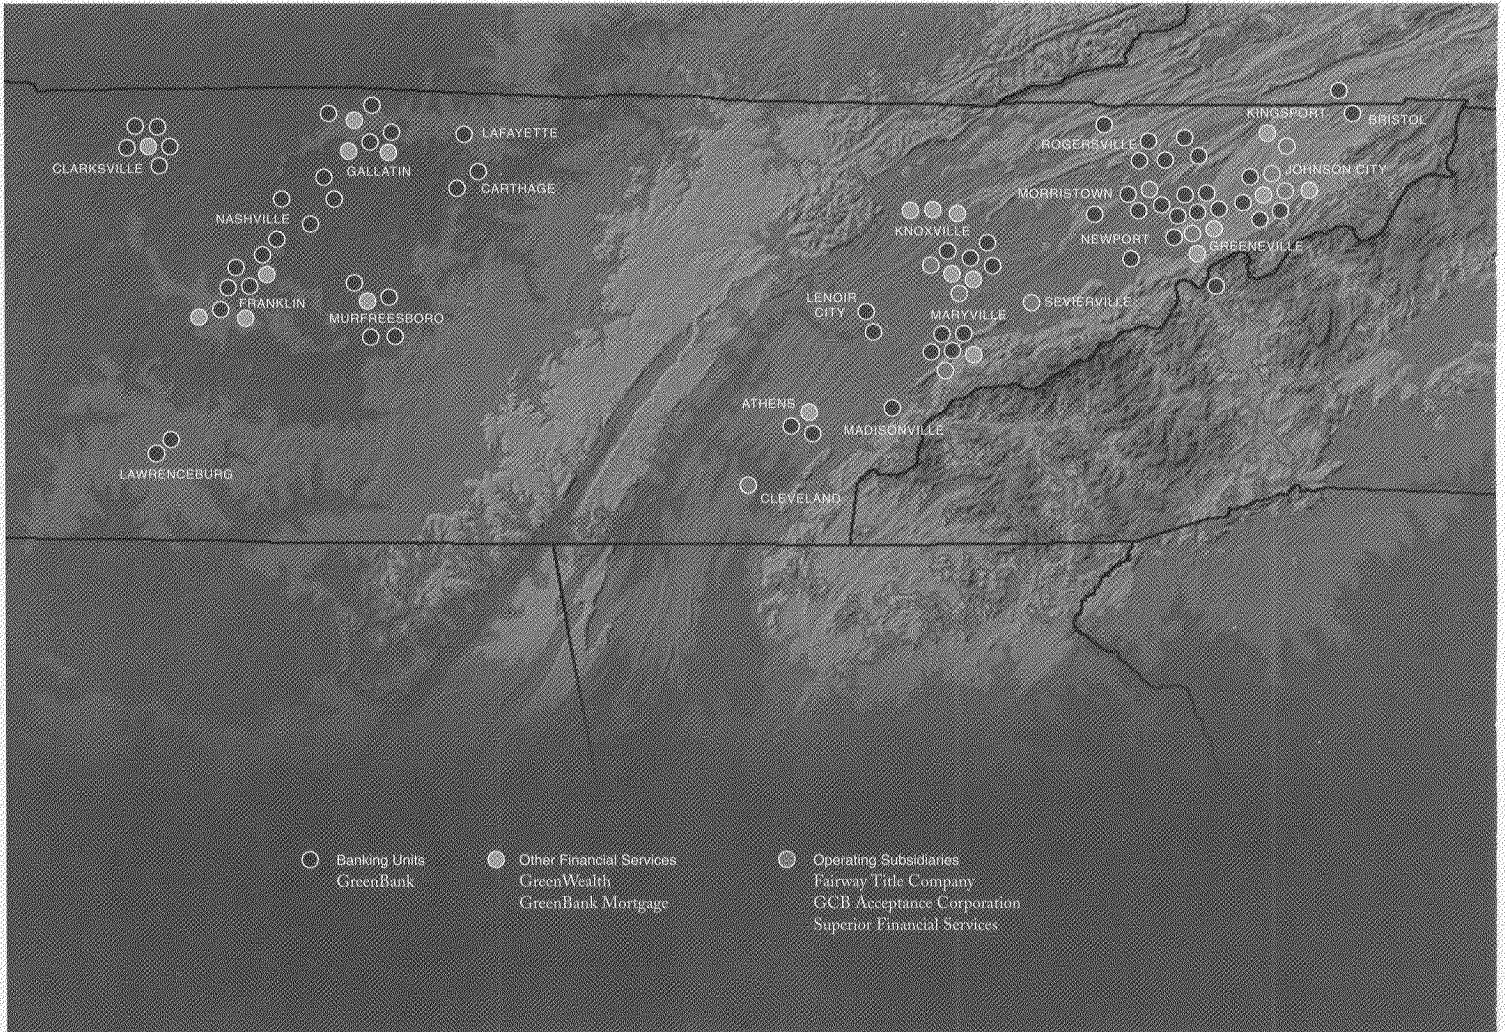 KINGSPORT
BRISTOL
LAFAYETTE
ROGERSVILLE
CLARKSVILLE
GALLATIN
JOHNSON CITY
CARTHAGE
MORRISTOWN
NASHVILLE
KNOXVILLE
NEWPORT
GREENEVILLE
FRANKLIN
LENOIR
CITY
SEVIERVILLE
MURFREESBORO
MARYVILLE
ATHENS
MADISONVILLE
LAWRENCEBURG
CLEVELAND
Banking Units
GreenBank
Other Financial Services
GreenWealth
GreenBank Mortgage
Operating Subsidiaries
Fairway Title Company
GCB Acceptance Corporation
Superior Financial Services